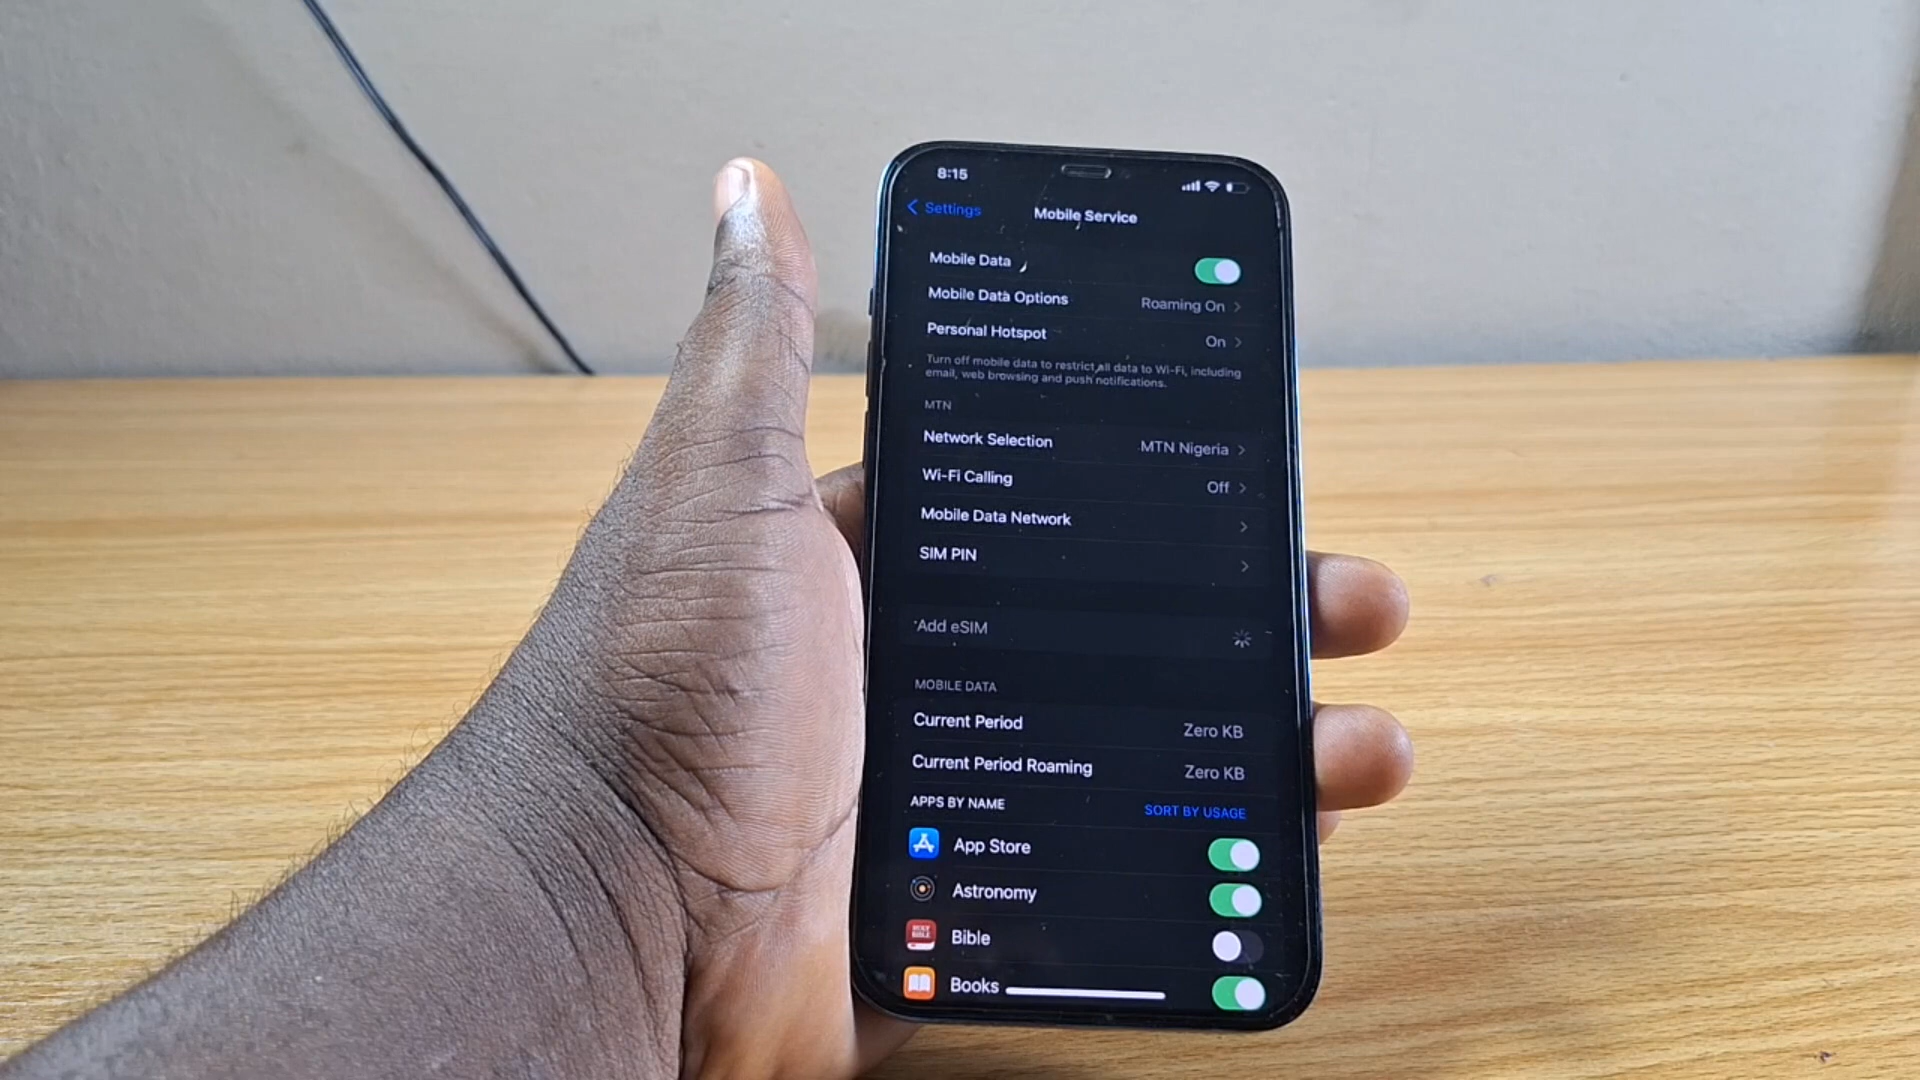 8:15
Settings
Mobile Service
Mobile Data
Mobile Data Options Roaming On
Personal Hotspot On
Turn off mobile data to restrict all data to Wi-Fi, including
email, web browsing and push notifications.
MTN
Network Selection MTN Nigeria
Wi-Fi Calling Off
Mobile Data Network
SIM PIN
Add eSIM
MOBILE DATA
Current Period Zero KB
Current Period Roaming Zero KB
APPS BY NAME SORT BY USAGE
App Store
Astronomy
HOLY BIBLE Bible
Books